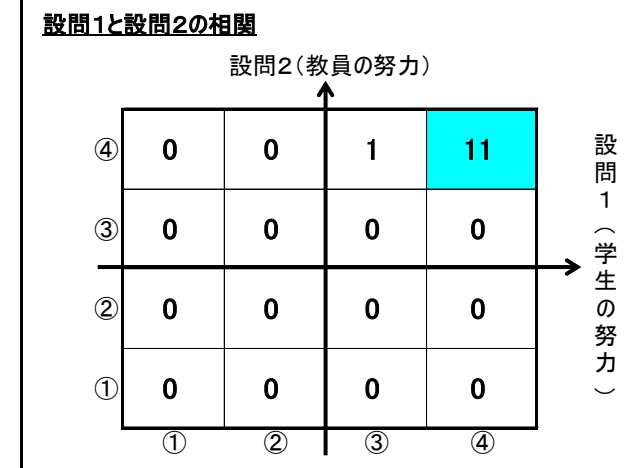 設問1と設問2の相関
設問2(教員の努力)
④ 0 0 1 11
③ 0 0 0 0
② 0 0 0 0
① 0 0 0 0
① ② ③ ④
設問1(学生の努力)